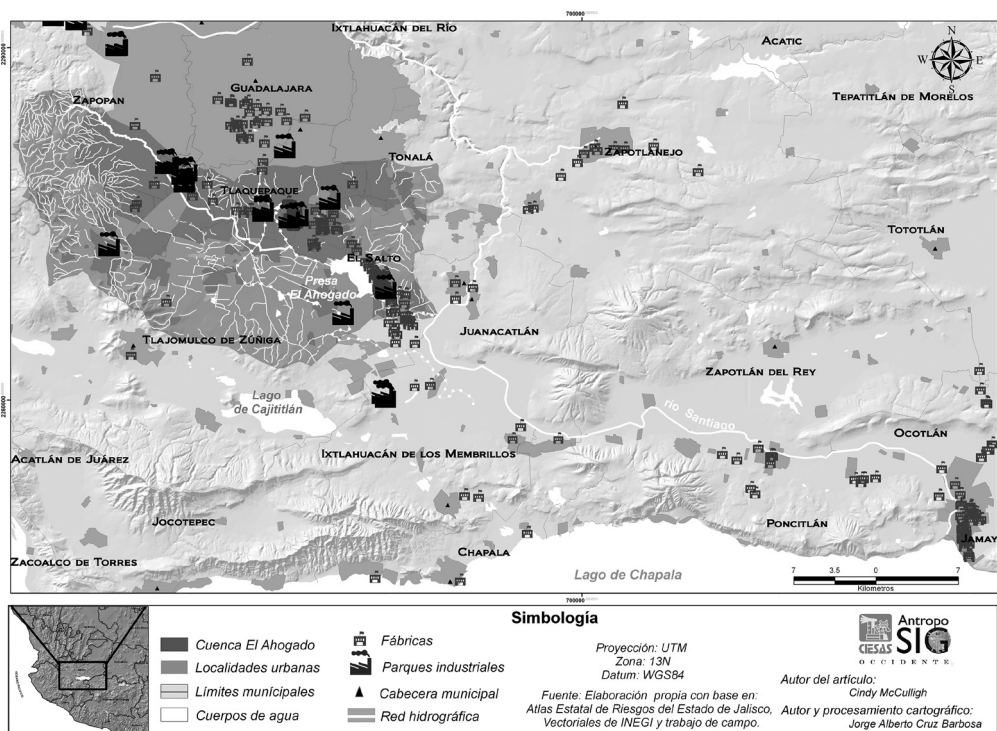 700000
IXTLAHUACÁN DEL RÍO
ACATIC
N
W E
S
2290000
GUADALAJARA
ZAPOPAN
TEPATITLÁN DE MORELOS
TONALÁ
ZAPOTLANEJO
TLAQUEPAQUE
TOTOTLÁN
EL SALTO
Presa
El Ahogado
JUANACATLÁN
TLAJOMULCO DE ZÚÑIGA
ZAPOTLÁN DEL REY
Lago
de Cajititlán
2260000
río Santiago
OCOTLÁN
ACATLÁN DE JUÁREZ
IXTLAHUACÁN DE LOS MEMBRILLOS
JOCOTEPEC
PONCITLÁN
JAMAY
CHAPALA
ZACOALCO DE TORRES
Lago de Chapala
7 3.5 0 7
Kilometros
700000
Simbología
Cuenca El Ahogado
Localidades urbanas
Límites munícipales
Cuerpos de agua
Fábricas
Parques industriales
Cabecera municipal
Red hidrográfica
Proyección: UTM
Zona: 13N
Datum: WGS84
Fuente: Elaboración propia con base en:
Atlas Estatal de Riesgos del Estado de Jalisco,
Vectoriales de INEGI y trabajo de campo.
CIESAS
Antropo
SIG
OCCIDENTE
Autor del artículo:
Cindy McCulligh
Autor y procesamiento cartográfico:
Jorge Alberto Cruz Barbosa